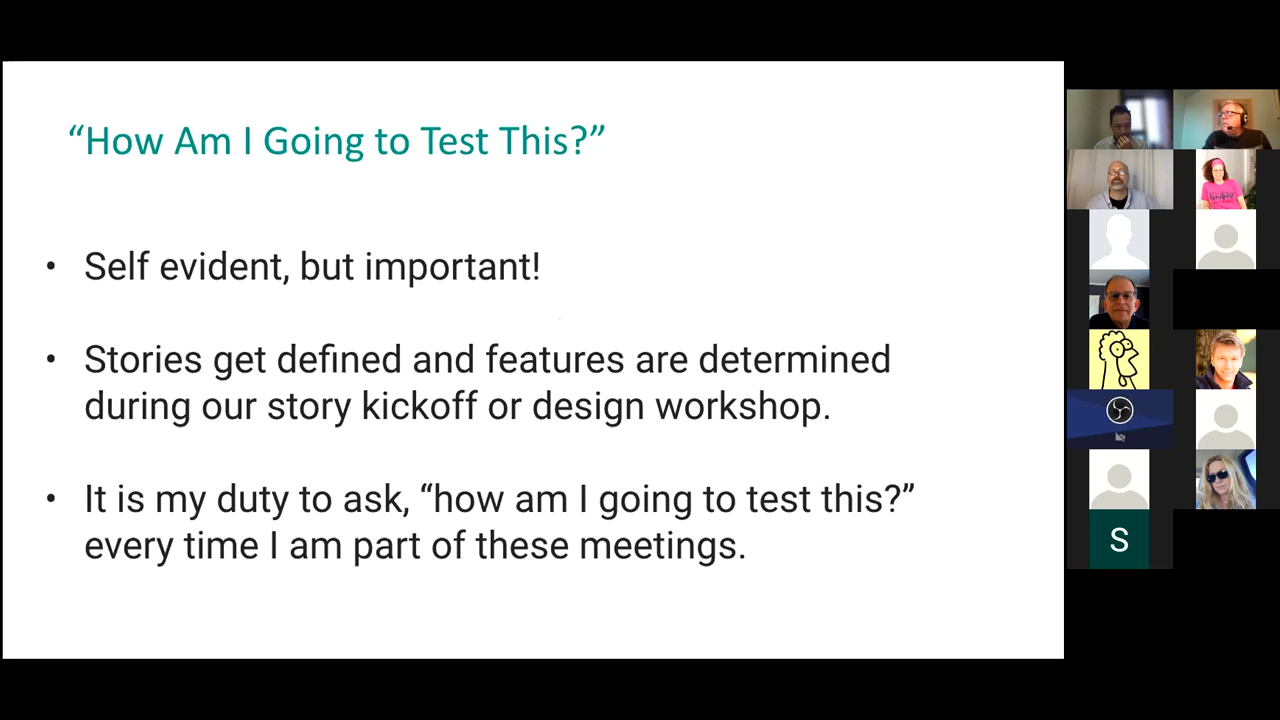 “How Am I Going to Test This?”
• Self evident, but important!
• Stories get defined and features are determined
during our story kickoff or design workshop.
• It is my duty to ask, “how am I going to test this?”
every time I am part of these meetings.
S